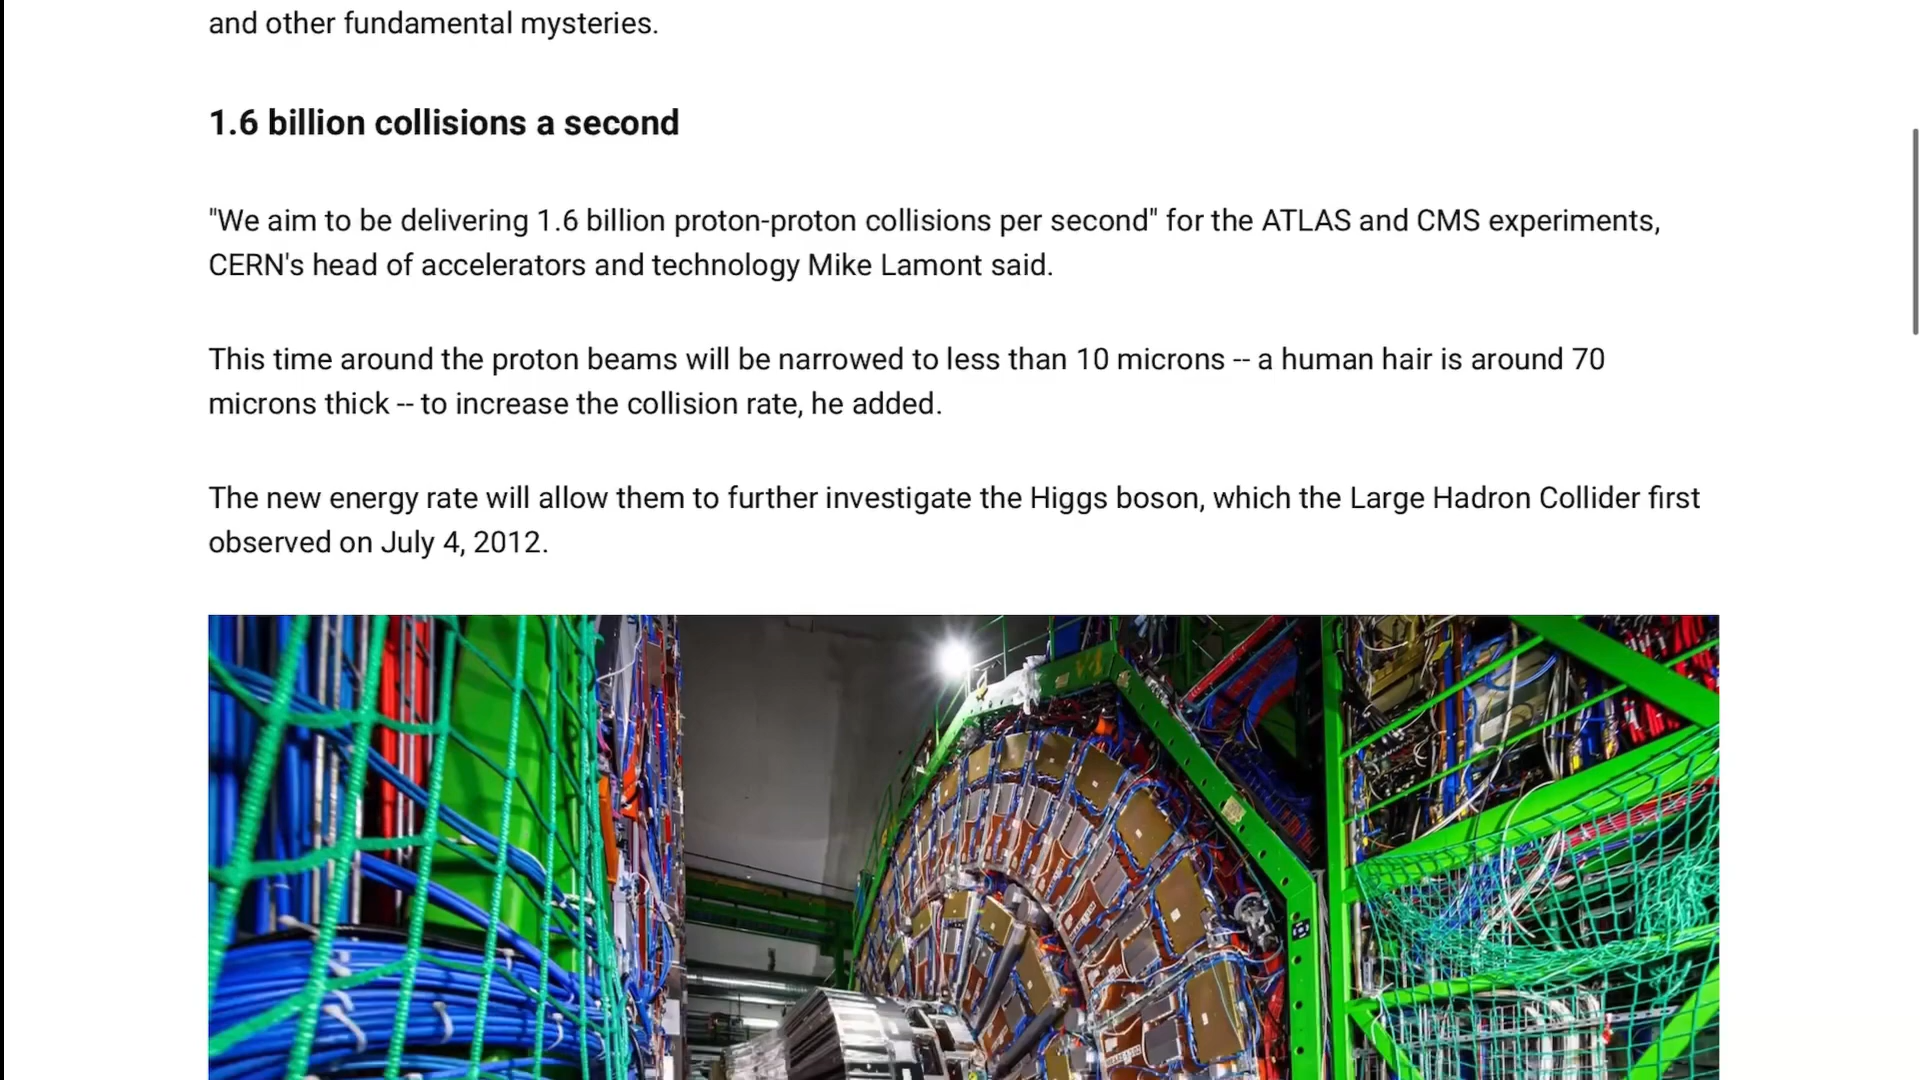 and other fundamental mysteries.
1.6 billion collisions a second
"We aim to be delivering 1.6 billion proton-proton collisions per second" for the ATLAS and CMS experiments,
CERN's head of accelerators and technology Mike Lamont said.
This time around the proton beams will be narrowed to less than 10 microns -- a human hair is around 70
microns thick -- to increase the collision rate, he added.
The new energy rate will allow them to further investigate the Higgs boson, which the Large Hadron Collider first
observed on July 4, 2012.